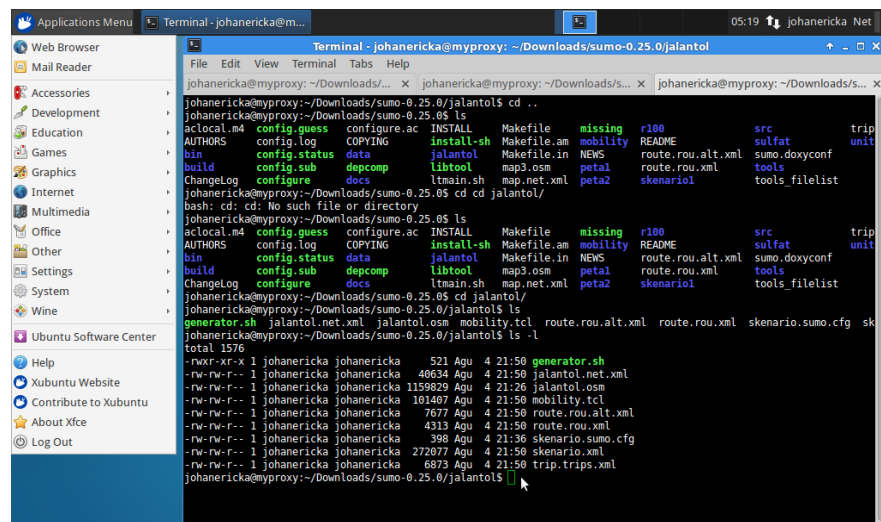 Applications Menu Terminal - johanericka@m... 05:19 johanericka Net
Web Browser
Mail Reader
Accessories
Development
Education
Games
Graphics
Internet
Multimedia
Office
Other
Settings
System
Wine
Ubuntu Software Center
Help
Xubuntu Website
Contribute to Xubuntu
About Xfce
Log Out
Terminal - johanericka@myproxy: ~/Downloads/sumo-0.25.0/jalantol
File Edit View Terminal Tabs Help
johanericka@myproxy: ~/Downloads/... johanericka@myproxy: ~/Downloads/s... johanericka@myproxy: ~/Downloads/s...
johanericka@myproxy:~/Downloads/sumo-0.25.0/jalantol$ cd ..
johanericka@myproxy:~/Downloads/sumo-0.25.0$ ls
aclocal.m4 config.guess configure.ac INSTALL Makefile missing r100 src trip
AUTHORS config.log COPYING install-sh Makefile.am mobility README sulfat unit
bin config.status data jalantol Makefile.in NEWS route.rou.alt.xml sumo.doxyconf
build config.sub depcomp libtool map3.osm peta1 route.rou.xml tools
ChangeLog configure docs ltmain.sh map.net.xml peta2 skenario1 tools_filelist
johanericka@myproxy:~/Downloads/sumo-0.25.0$ cd cd jalantol/
bash: cd: cd: No such file or directory
johanericka@myproxy:~/Downloads/sumo-0.25.0$ ls
aclocal.m4 config.guess configure.ac INSTALL Makefile missing r100 src trip
AUTHORS config.log COPYING install-sh Makefile.am mobility README sulfat unit
bin config.status data jalantol Makefile.in NEWS route.rou.alt.xml sumo.doxyconf
build config.sub depcomp libtool map3.osm peta1 route.rou.xml tools
ChangeLog configure docs ltmain.sh map.net.xml peta2 skenario1 tools_filelist
johanericka@myproxy:~/Downloads/sumo-0.25.0$ cd jalantol/
johanericka@myproxy:~/Downloads/sumo-0.25.0/jalantol$ ls
generator.sh jalantol.net.xml jalantol.osm mobility.tcl route.rou.alt.xml route.rou.xml skenario.sumo.cfg sk
johanericka@myproxy:~/Downloads/sumo-0.25.0/jalantol$ ls -l
total 1576
-rwxr-xr-x 1 johanericka johanericka 521 Agu 4 21:50 generator.sh
-rw-rw-r-- 1 johanericka johanericka 40634 Agu 4 21:50 jalantol.net.xml
-rw-rw-r-- 1 johanericka johanericka 1159829 Agu 4 21:26 jalantol.osm
-rw-rw-r-- 1 johanericka johanericka 101407 Agu 4 21:50 mobility.tcl
-rw-rw-r-- 1 johanericka johanericka 7677 Agu 4 21:50 route.rou.alt.xml
-rw-rw-r-- 1 johanericka johanericka 4313 Agu 4 21:50 route.rou.xml
-rw-rw-r-- 1 johanericka johanericka 398 Agu 4 21:36 skenario.sumo.cfg
-rw-rw-r-- 1 johanericka johanericka 272077 Agu 4 21:50 skenario.xml
-rw-rw-r-- 1 johanericka johanericka 6873 Agu 4 21:50 trip.trips.xml
johanericka@myproxy:~/Downloads/sumo-0.25.0/jalantol$